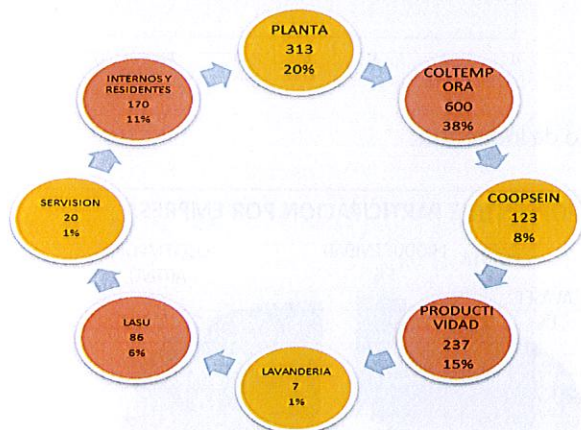 PLANTA
313
20%
COLTEMP
ORA
600
38%
COOPSEIN
123
8%
PRODUCTI
VIDAD
237
15%
LAVANDERIA
7
1%
LASU
86
6%
SERVISION
20
1%
INTERNOS Y
RESIDENTES
170
11%